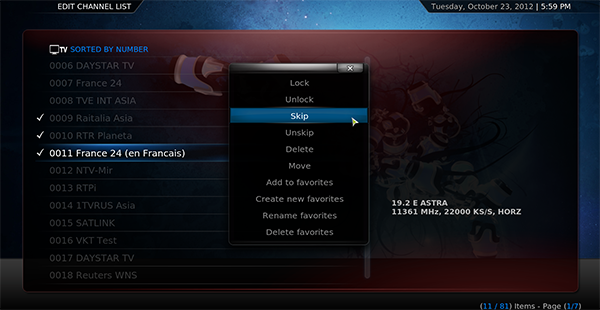 EDIT CHANNEL LIST
Tuesday, October 23, 2012 | 5:59 PM
TV SORTED BY NUMBER
0006 DAYSTAR TV
0007 France 24
0008 TVE INT ASIA
0009 Raitalia Asia
0010 RTR Planeta
0011 France 24 (en Francais)
0012 NTV-Mir
0013 RTPi
0014 1TVRUS Asia
0015 SATLINK
0016 VKT Test
0017 DAYSTAR TV
0018 Reuters WNS
Lock
Unlock
Skip
Unskip
Delete
Move
Add to favorites
Create new favorites
Rename favorites
Delete favorites
19.2 E ASTRA
11361 MHz, 22000 KS/S, HORZ
(11 / 81) Items - Page (1/7)